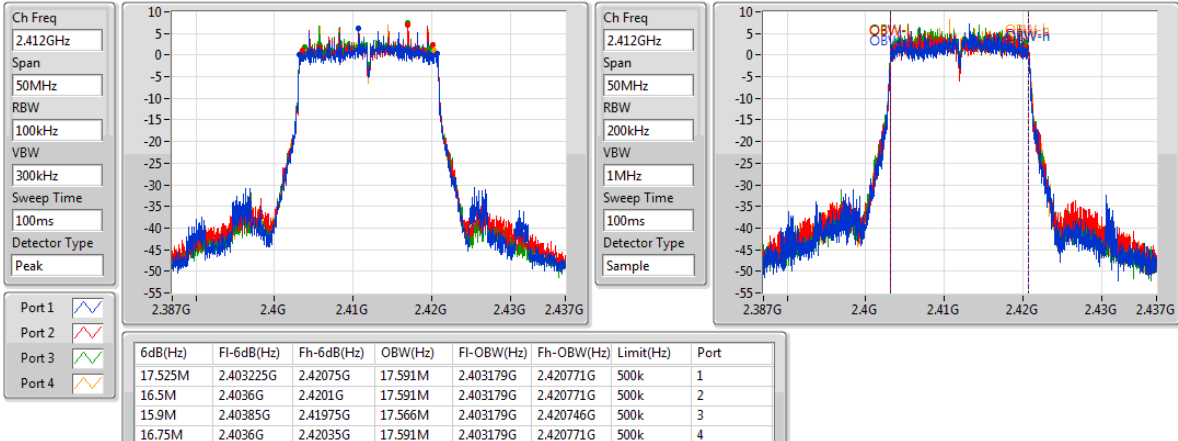 Ch Freq
2.412GHz
Span
50MHz
RBW
100kHz
VBW
300kHz
Sweep Time
100ms
Detector Type
Peak
10
5
0
-5
-10
-15
-20
-25
-30
-35
-40
-45
-50
-55
2.387G 2.4G 2.41G 2.42G 2.43G 2.437G
Ch Freq
2.412GHz
Span
50MHz
RBW
200kHz
VBW
1MHz
Sweep Time
100ms
Detector Type
Sample
10
5
0
-5
-10
-15
-20
-25
-30
-35
-40
-45
-50
-55
OBW-l OBW-h
2.387G 2.4G 2.41G 2.42G 2.43G 2.437G
Port 1
Port 2
Port 3
Port 4
6dB(Hz) Fl-6dB(Hz) Fh-6dB(Hz) OBW(Hz) Fl-OBW(Hz) Fh-OBW(Hz) Limit(Hz) Port
17.525M 2.403225G 2.42075G 17.591M 2.403179G 2.420771G 500k 1
16.5M 2.4036G 2.4201G 17.591M 2.403179G 2.420771G 500k 2
15.9M 2.40385G 2.41975G 17.566M 2.403179G 2.420746G 500k 3
16.75M 2.4036G 2.42035G 17.591M 2.403179G 2.420771G 500k 4